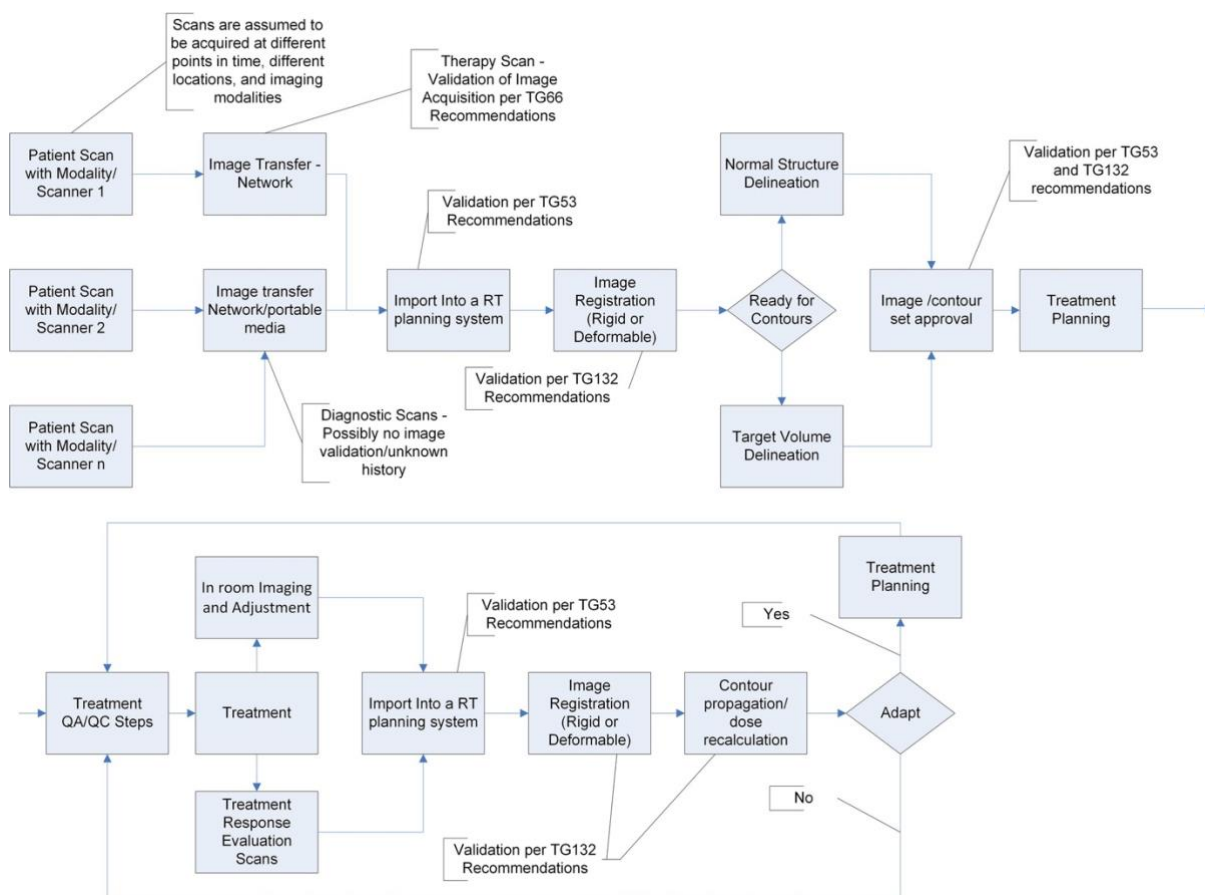 Scans are assumed to
be acquired at different
points in time, different
locations, and imaging
modalities
Therapy Scan -
Validation of Image
Acquisition per TG66
Recommendations
Patient Scan
with Modality/
Scanner 1
Image Transfer -
Network
Normal Structure
Delineation
Validation per TG53
and TG132
recommendations
Validation per TG53
Recommendations
Patient Scan
with Modality/
Scanner 2
Image transfer
Network/portable
media
Import Into a RT
planning system
Image
Registration
(Rigid or
Deformable)
Ready for
Contours
Image /contour
set approval
Treatment
Planning
Validation per TG132
Recommendations
Patient Scan
with Modality/
Scanner n
Diagnostic Scans -
Possibly no image
validation/unknown
history
Target Volume
Delineation
In room Imaging
and Adjustment
Validation per TG53
Recommendations
Treatment
Planning
Yes
Treatment
QA/QC Steps
Treatment
Import Into a RT
planning system
Image
Registration
(Rigid or
Deformable)
Contour
propagation/
dose
recalculation
Adapt
No
Treatment
Response
Evaluation
Scans
Validation per TG132
Recommendations